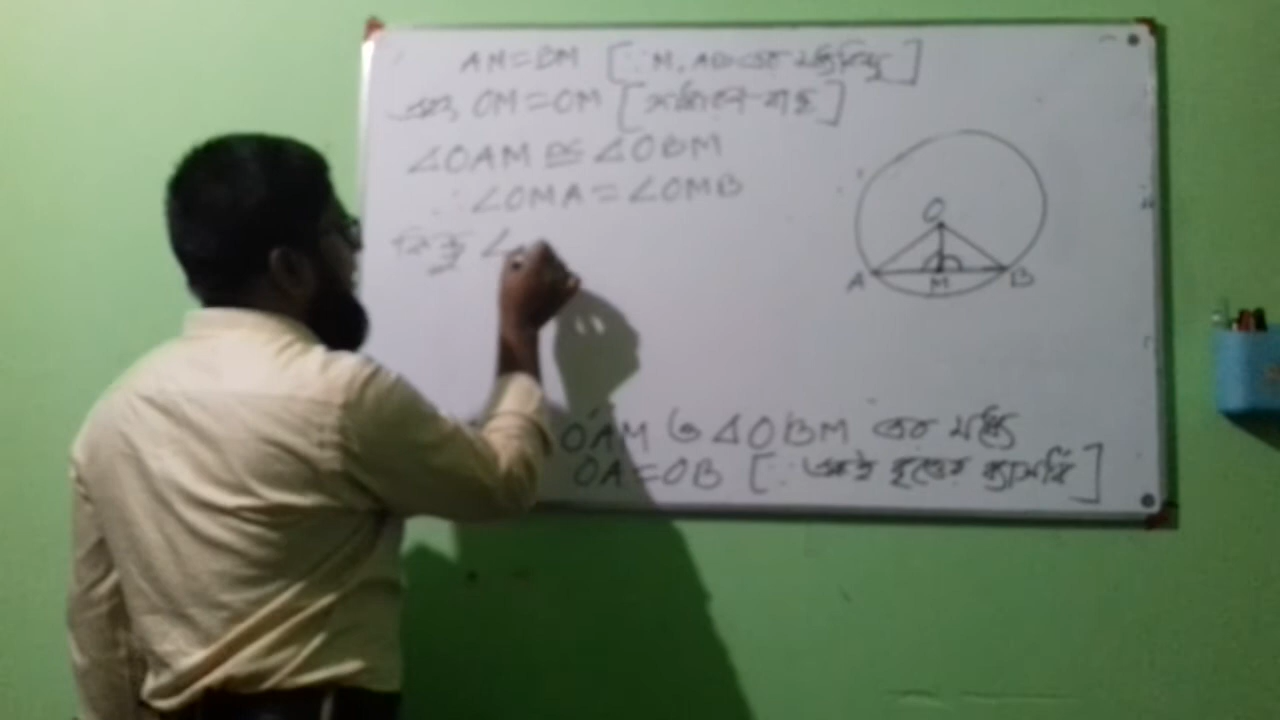 AM=BM [∵ M, AB এর মধ্যবিন্দু]
এবং OM=OM [সাধারণ বাহু]
∠OAM ≅ ∠OBM
∴ ∠OMA = ∠OMB
কিন্তু ∠
O
A
M
B
OAM ও ΔOBM এর মধ্যে
OA=OB [∵ একই বৃত্তের ব্যাসার্ধ]